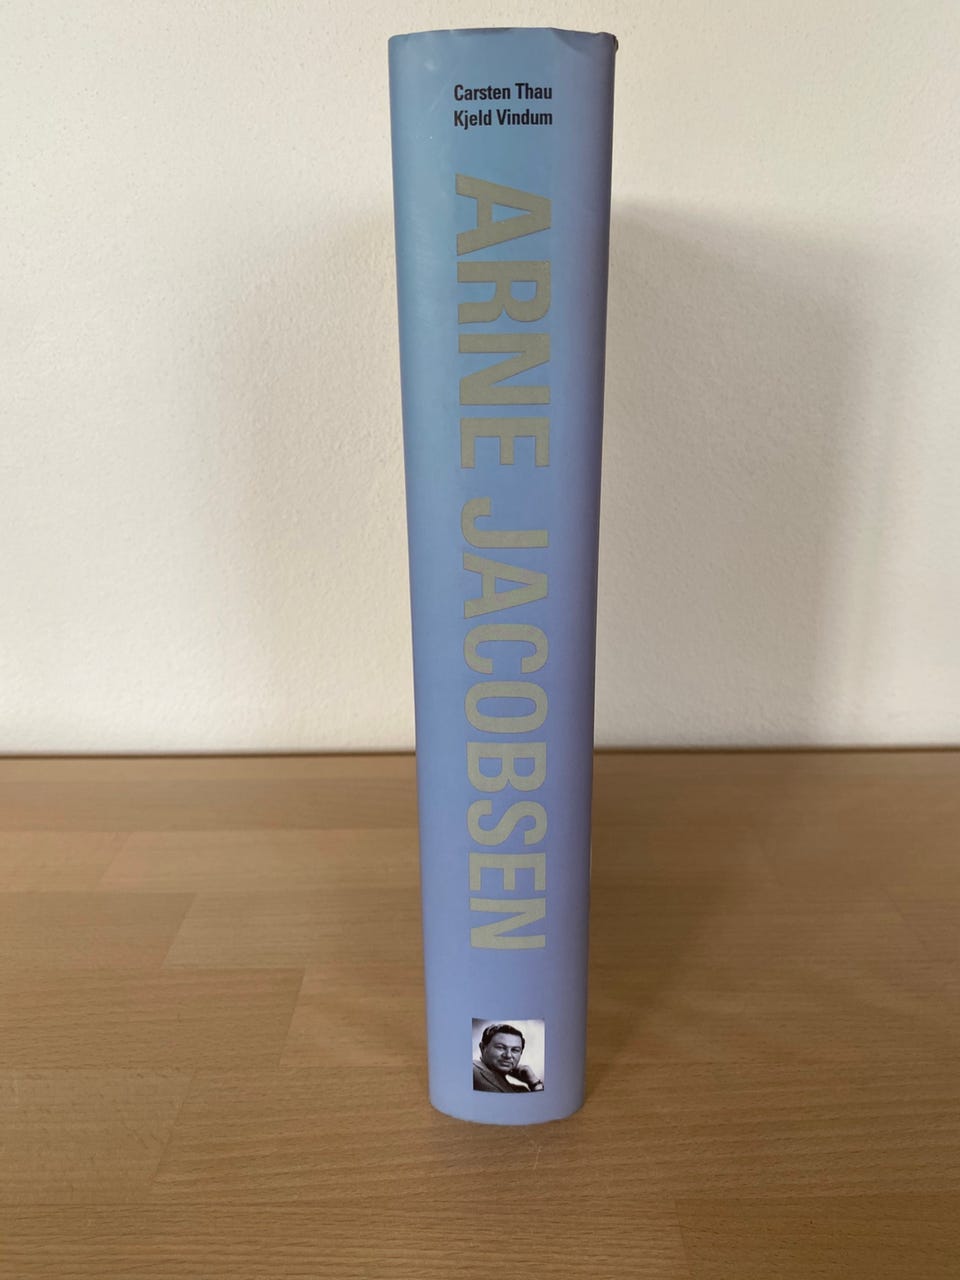 Carsten Thau
Kjeld Vindum
ARNE JACOBSEN